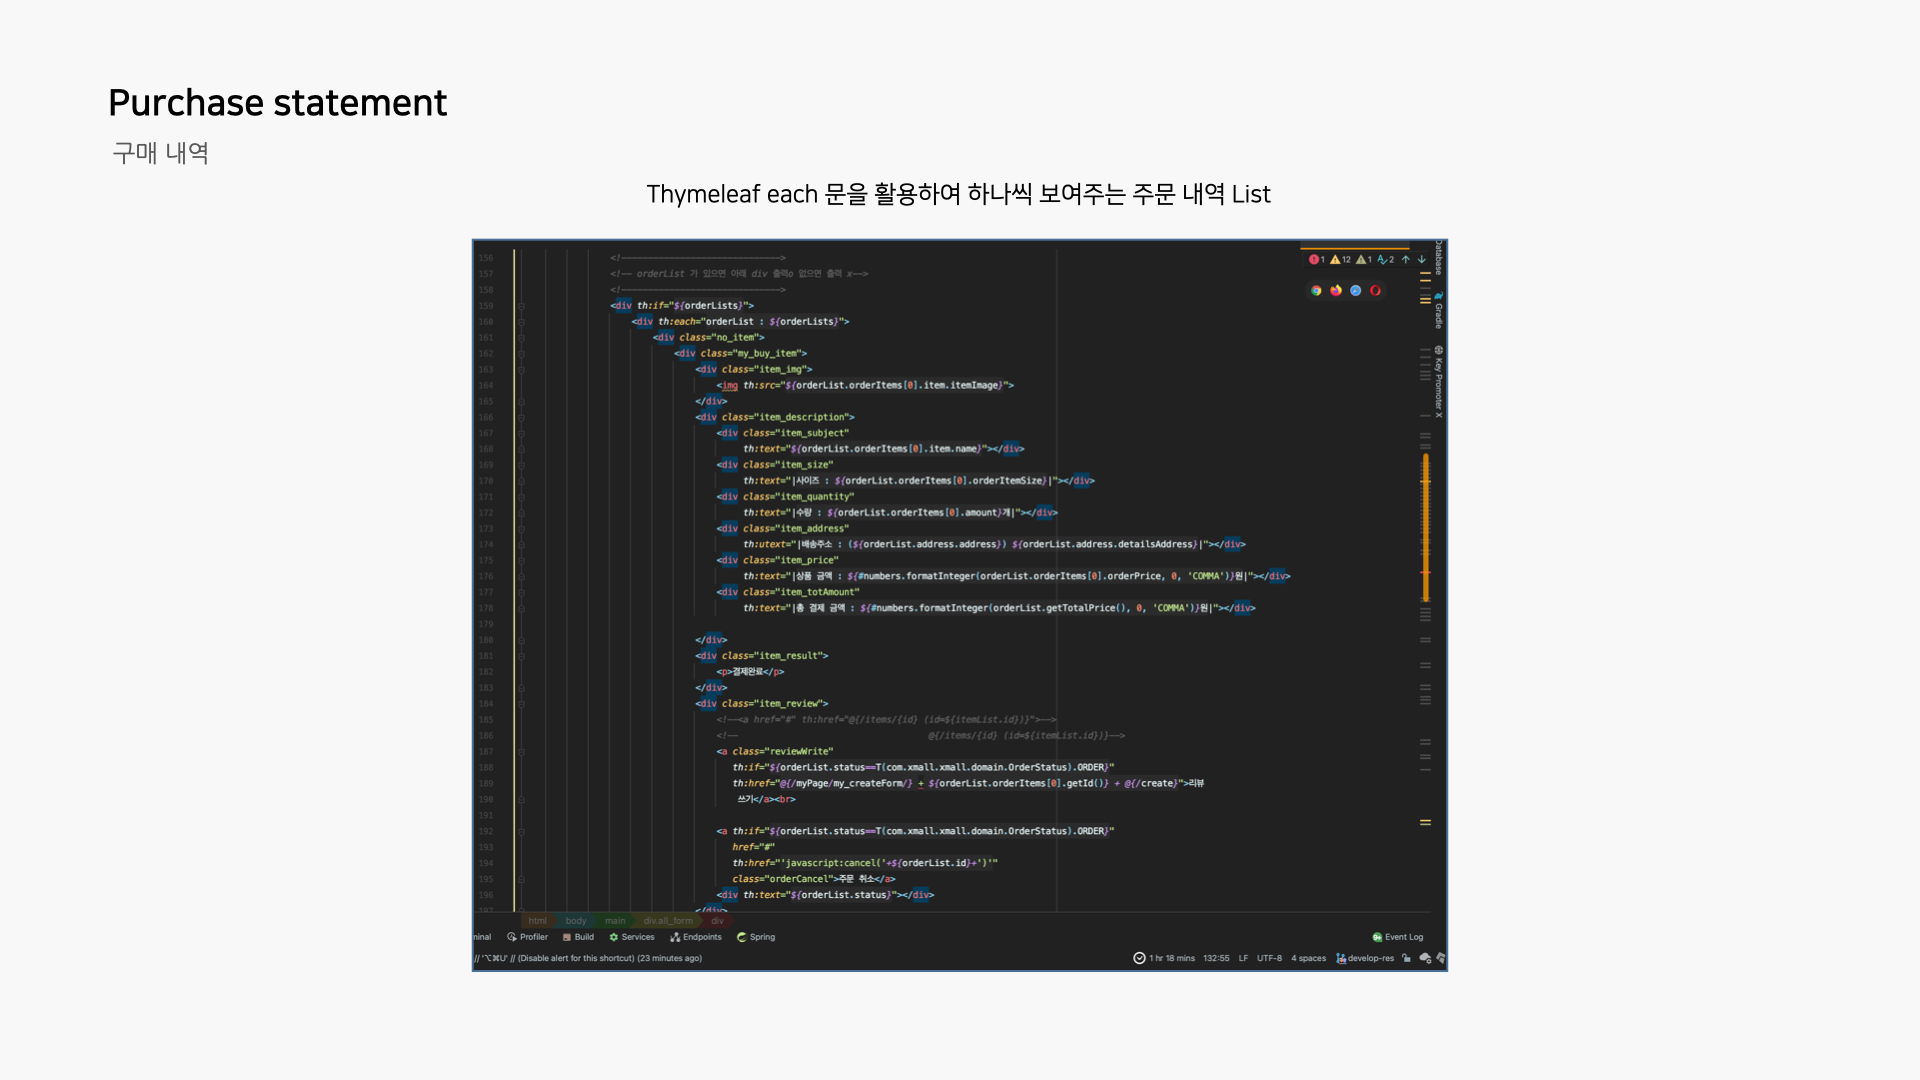 Purchase statement
구매 내역
Thymeleaf each 문을 활용하여 하나씩 보여주는 주문 내역 List
156 <!------------------------------>
157 <!-- orderList 가 있으면 아래 div 출력o 없으면 출력 x-->
158 <!------------------------------>
159 <div th:if="${orderLists}">
160 <div th:each="orderList : ${orderLists}">
161 <div class="no_item">
162 <div class="my_buy_item">
163 <div class="item_img">
164 <img th:src="${orderList.orderItems[0].item.itemImage}">
165 </div>
166 <div class="item_description">
167 <div class="item_subject"
168 th:text="${orderList.orderItems[0].item.name}"></div>
169 <div class="item_size"
170 th:text="|사이즈 : ${orderList.orderItems[0].orderItemSize}|"></div>
171 <div class="item_quantity"
172 th:text="|수량 : ${orderList.orderItems[0].amount}개|"></div>
173 <div class="item_address"
174 th:utext="|배송주소 : (${orderList.address.address}) ${orderList.address.detailsAddress}|"></div>
175 <div class="item_price"
176 th:text="|상품 금액 : ${#numbers.formatInteger(orderList.orderItems[0].orderPrice, 0, 'COMMA')}원|"></div>
177 <div class="item_totAmount"
178 th:text="|총 결제 금액 : ${#numbers.formatInteger(orderList.getTotalPrice(), 0, 'COMMA')}원|"></div>
179
180 </div>
181 <div class="item_result">
182 <p>결제완료</p>
183 </div>
184 <div class="item_review">
185 <!--<a href="#" th:href="@{/items/{id} (id=${itemList.id})}">-->
186 <!-- @{/items/{id} (id=${itemList.id})}-->
187 <a class="reviewWrite"
188 th:if="${orderList.status==T(com.xmall.xmall.domain.OrderStatus).ORDER}"
189 th:href="@{/myPage/my_createForm/} + ${orderList.orderItems[0].getId()} + @{/create}">리뷰
190 쓰기</a><br>
191
192 <a th:if="${orderList.status==T(com.xmall.xmall.domain.OrderStatus).ORDER}"
193 href="#"
194 th:href="'javascript:cancel('+${orderList.id}+')'"
195 class="orderCancel">주문 취소</a>
196 <div th:text="${orderList.status}"></div>
197 </div>
1 12 1 2
Database
Gradle
Key Promoter X
html body main div.all_form div
minal Profiler Build Services Endpoints Spring Event Log
// '⌥⌘U' // (Disable alert for this shortcut) (23 minutes ago) 1 hr 18 mins 132:55 LF UTF-8 4 spaces develop-res